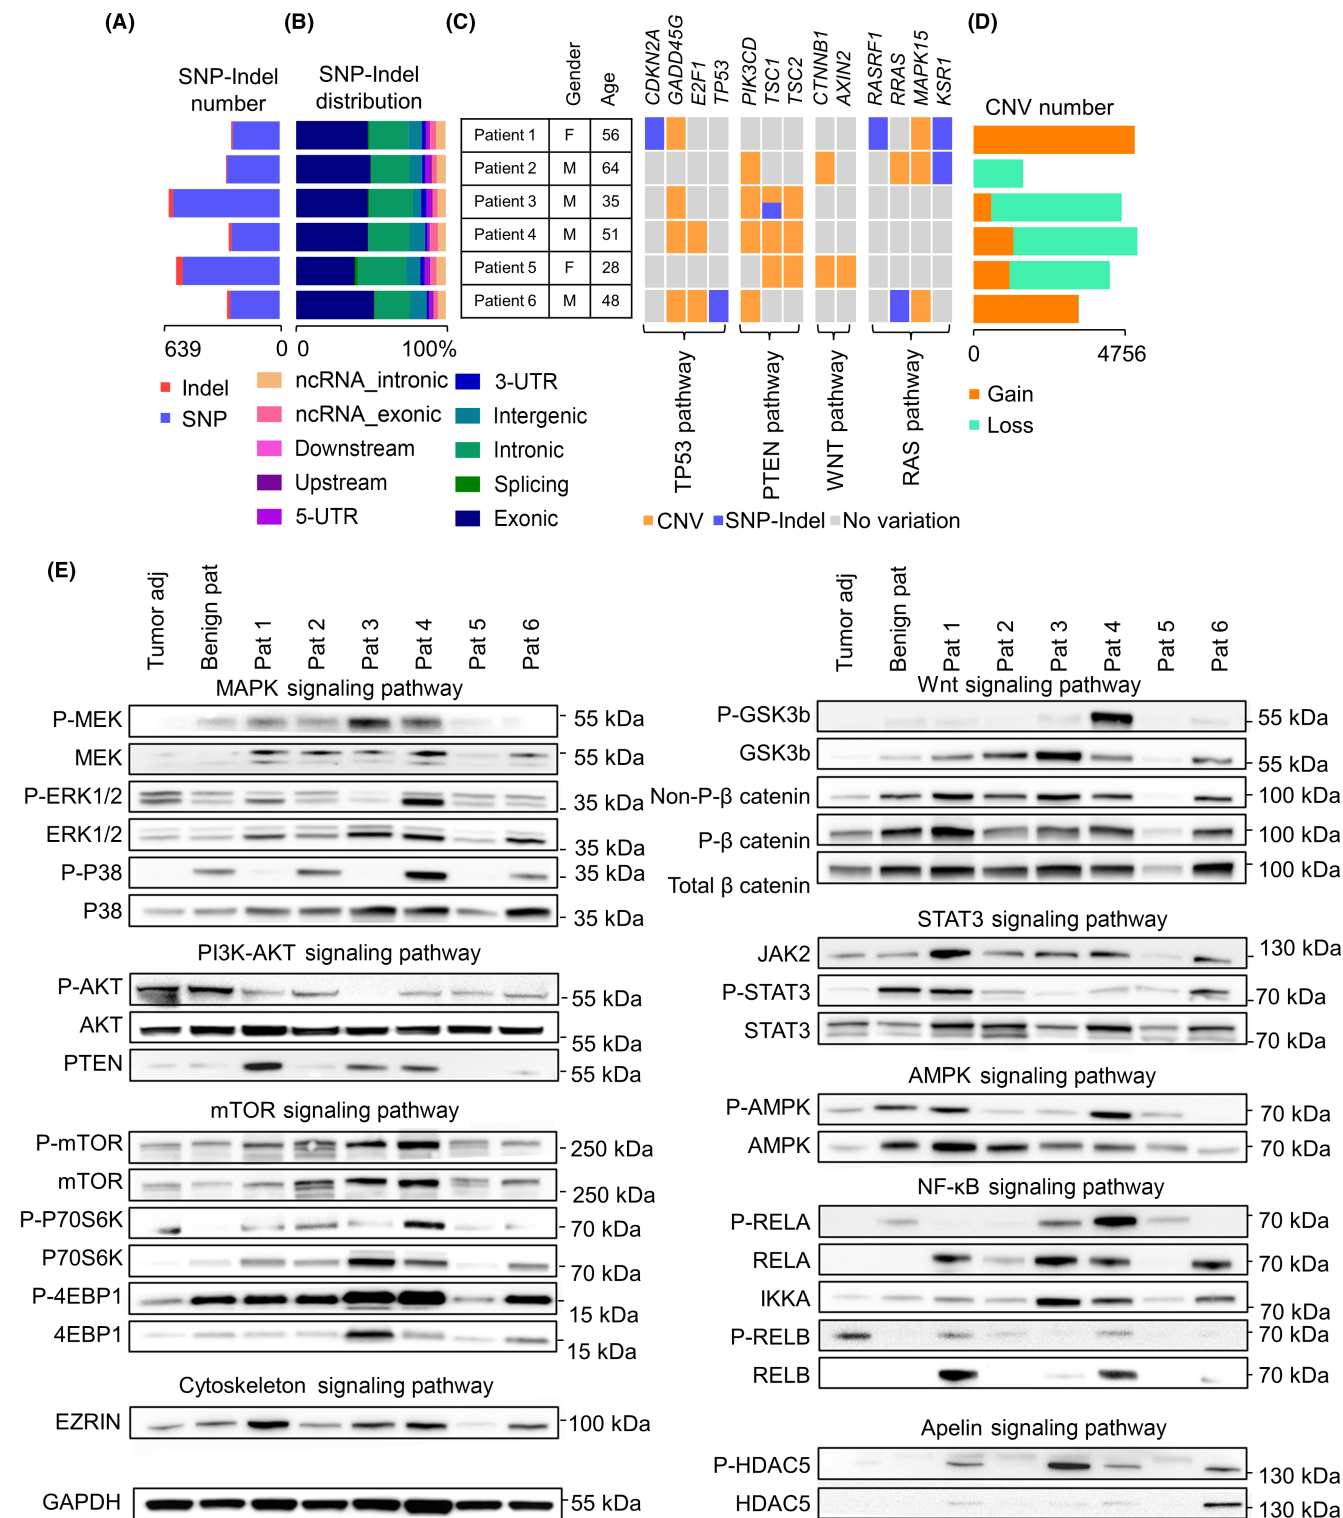 (A)
(B)
(C)
(D)
SNP-Indel
number
SNP-Indel
distribution
Gender
Age
CDKN2A
GADD45G
E2F1
TP53
PIK3CD
TSC1
TSC2
CTNNB1
AXIN2
RASRF1
RRAS
MAPK15
KSR1
CNV number
Patient 1 F 56
Patient 2 M 64
Patient 3 M 35
Patient 4 M 51
Patient 5 F 28
Patient 6 M 48
639 0
0 100%
0 4756
Indel
SNP
ncRNA_intronic
ncRNA_exonic
Downstream
Upstream
5-UTR
3-UTR
Intergenic
Intronic
Splicing
Exonic
TP53 pathway
PTEN pathway
WNT pathway
RAS pathway
CNV SNP-Indel No variation
Gain
Loss
(E)
Tumor adj
Benign pat
Pat 1
Pat 2
Pat 3
Pat 4
Pat 5
Pat 6
MAPK signaling pathway
P-MEK 55 kDa
MEK 55 kDa
P-ERK1/2 35 kDa
ERK1/2 35 kDa
P-P38 35 kDa
P38 35 kDa
PI3K-AKT signaling pathway
P-AKT 55 kDa
AKT 55 kDa
PTEN 55 kDa
mTOR signaling pathway
P-mTOR 250 kDa
mTOR 250 kDa
P-P70S6K 70 kDa
P70S6K 70 kDa
P-4EBP1 15 kDa
4EBP1 15 kDa
Cytoskeleton signaling pathway
EZRIN 100 kDa
GAPDH 55 kDa
Tumor adj
Benign pat
Pat 1
Pat 2
Pat 3
Pat 4
Pat 5
Pat 6
Wnt signaling pathway
P-GSK3b 55 kDa
GSK3b 55 kDa
Non-P-β catenin 100 kDa
P-β catenin 100 kDa
Total β catenin 100 kDa
STAT3 signaling pathway
JAK2 130 kDa
P-STAT3 70 kDa
STAT3 70 kDa
AMPK signaling pathway
P-AMPK 70 kDa
AMPK 70 kDa
NF-κB signaling pathway
P-RELA 70 kDa
RELA 70 kDa
IKKA 70 kDa
P-RELB 70 kDa
RELB 70 kDa
Apelin signaling pathway
P-HDAC5 130 kDa
HDAC5 130 kDa